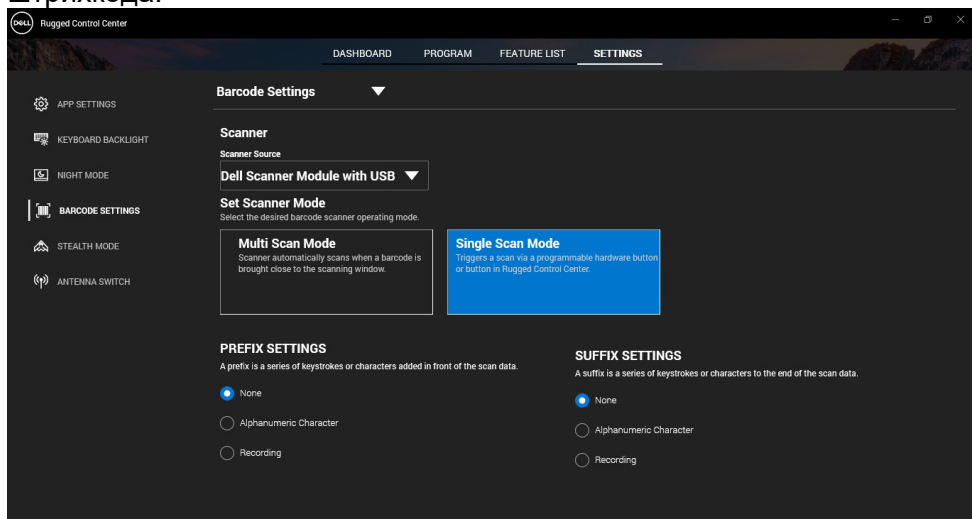 штрихкода.
DELL Rugged Control Center
DASHBOARD PROGRAM FEATURE LIST SETTINGS
APP SETTINGS
KEYBOARD BACKLIGHT
NIGHT MODE
BARCODE SETTINGS
STEALTH MODE
ANTENNA SWITCH
Barcode Settings
Scanner
Scanner Source
Dell Scanner Module with USB
Set Scanner Mode
Select the desired barcode scanner operating mode.
Multi Scan Mode
Scanner automatically scans when a barcode is
brought close to the scanning window.
Single Scan Mode
Triggers a scan via a programmable hardware button
or button in Rugged Control Center.
PREFIX SETTINGS
A prefix is a series of keystrokes or characters added in front of the scan data.
None
Alphanumeric Character
Recording
SUFFIX SETTINGS
A suffix is a series of keystrokes or characters to the end of the scan data.
None
Alphanumeric Character
Recording